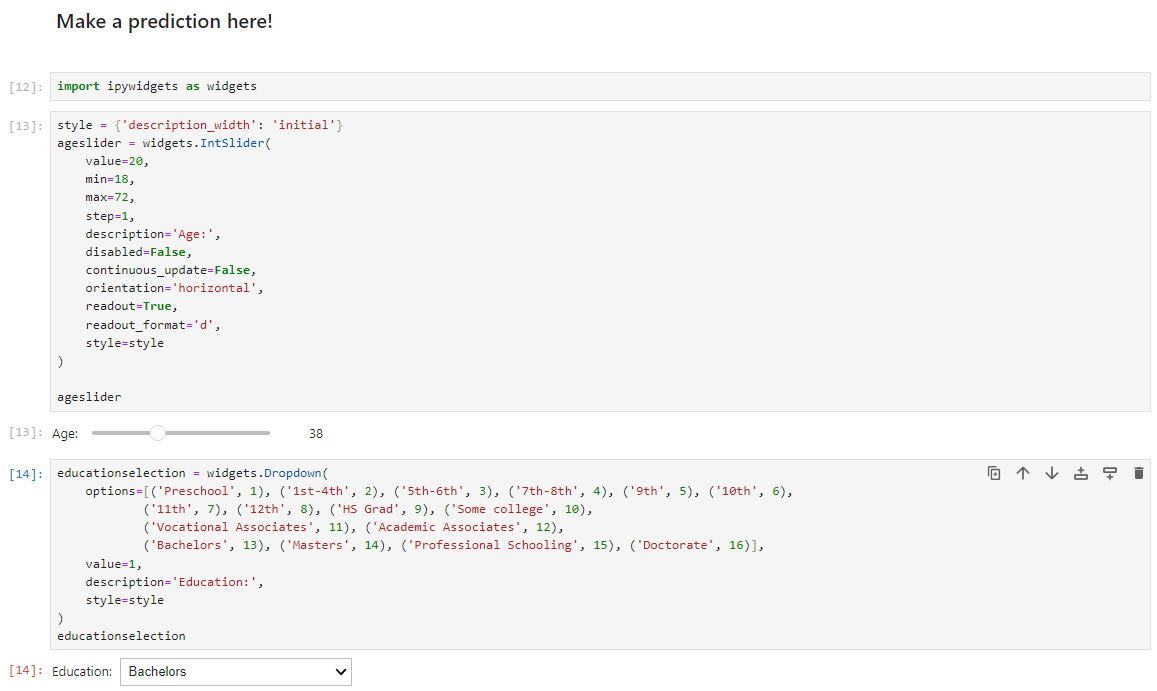 Make a prediction here!
[12]: import ipywidgets as widgets
[13]: style = {'description_width': 'initial'}
ageslider = widgets.IntSlider(
    value=20,
    min=18,
    max=72,
    step=1,
    description='Age:',
    disabled=False,
    continuous_update=False,
    orientation='horizontal',
    readout=True,
    readout_format='d',
    style=style
)
ageslider
[13]: Age: 38
[14]: educationselection = widgets.Dropdown(
    options=[('Preschool', 1), ('1st-4th', 2), ('5th-6th', 3), ('7th-8th', 4), ('9th', 5), ('10th', 6),
            ('11th', 7), ('12th', 8), ('HS Grad', 9), ('Some college', 10),
            ('Vocational Associates', 11), ('Academic Associates', 12),
            ('Bachelors', 13), ('Masters', 14), ('Professional Schooling', 15), ('Doctorate', 16)],
    value=1,
    description='Education:',
    style=style
)
educationselection
[14]: Education: Bachelors